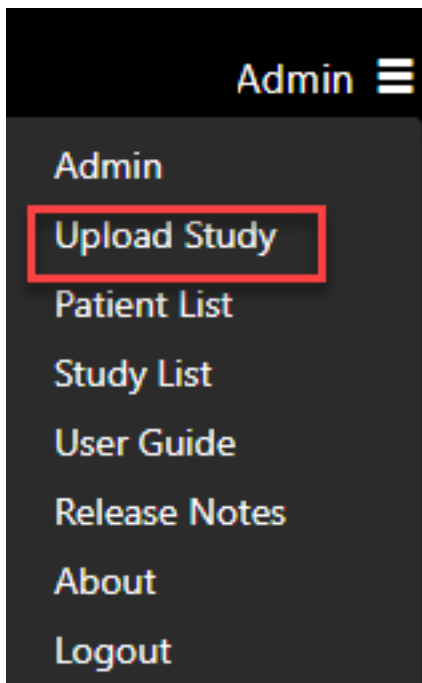 Admin
Admin
Upload Study
Patient List
Study List
User Guide
Release Notes
About
Logout